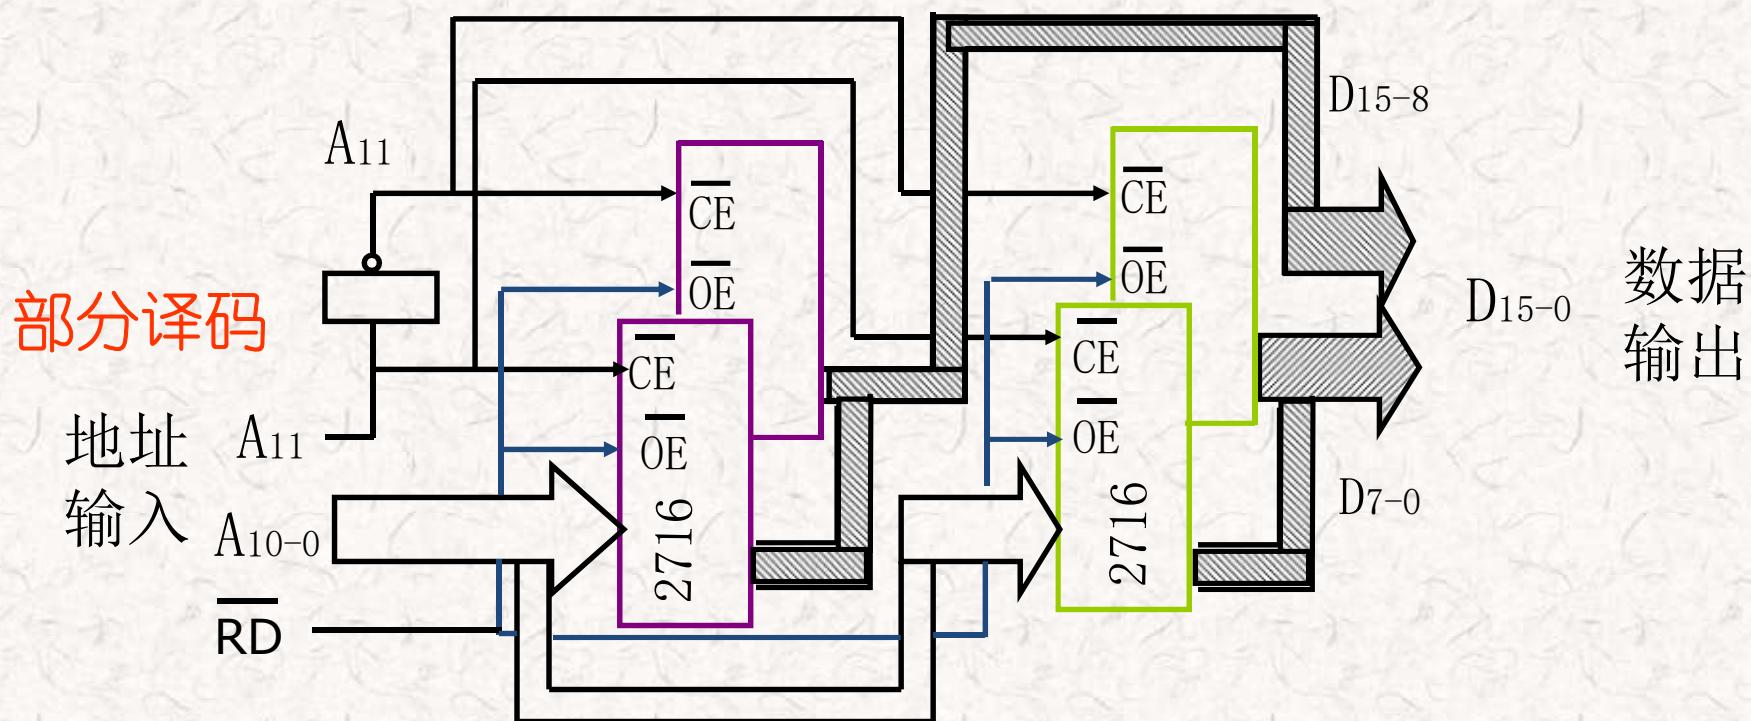 D15-8
A11
CE
OE
CE
OE
部分译码
CE
OE
CE
OE
数据
输出
D15-0
地址
输入
A11
A10-0
2716
2716
D7-0
RD